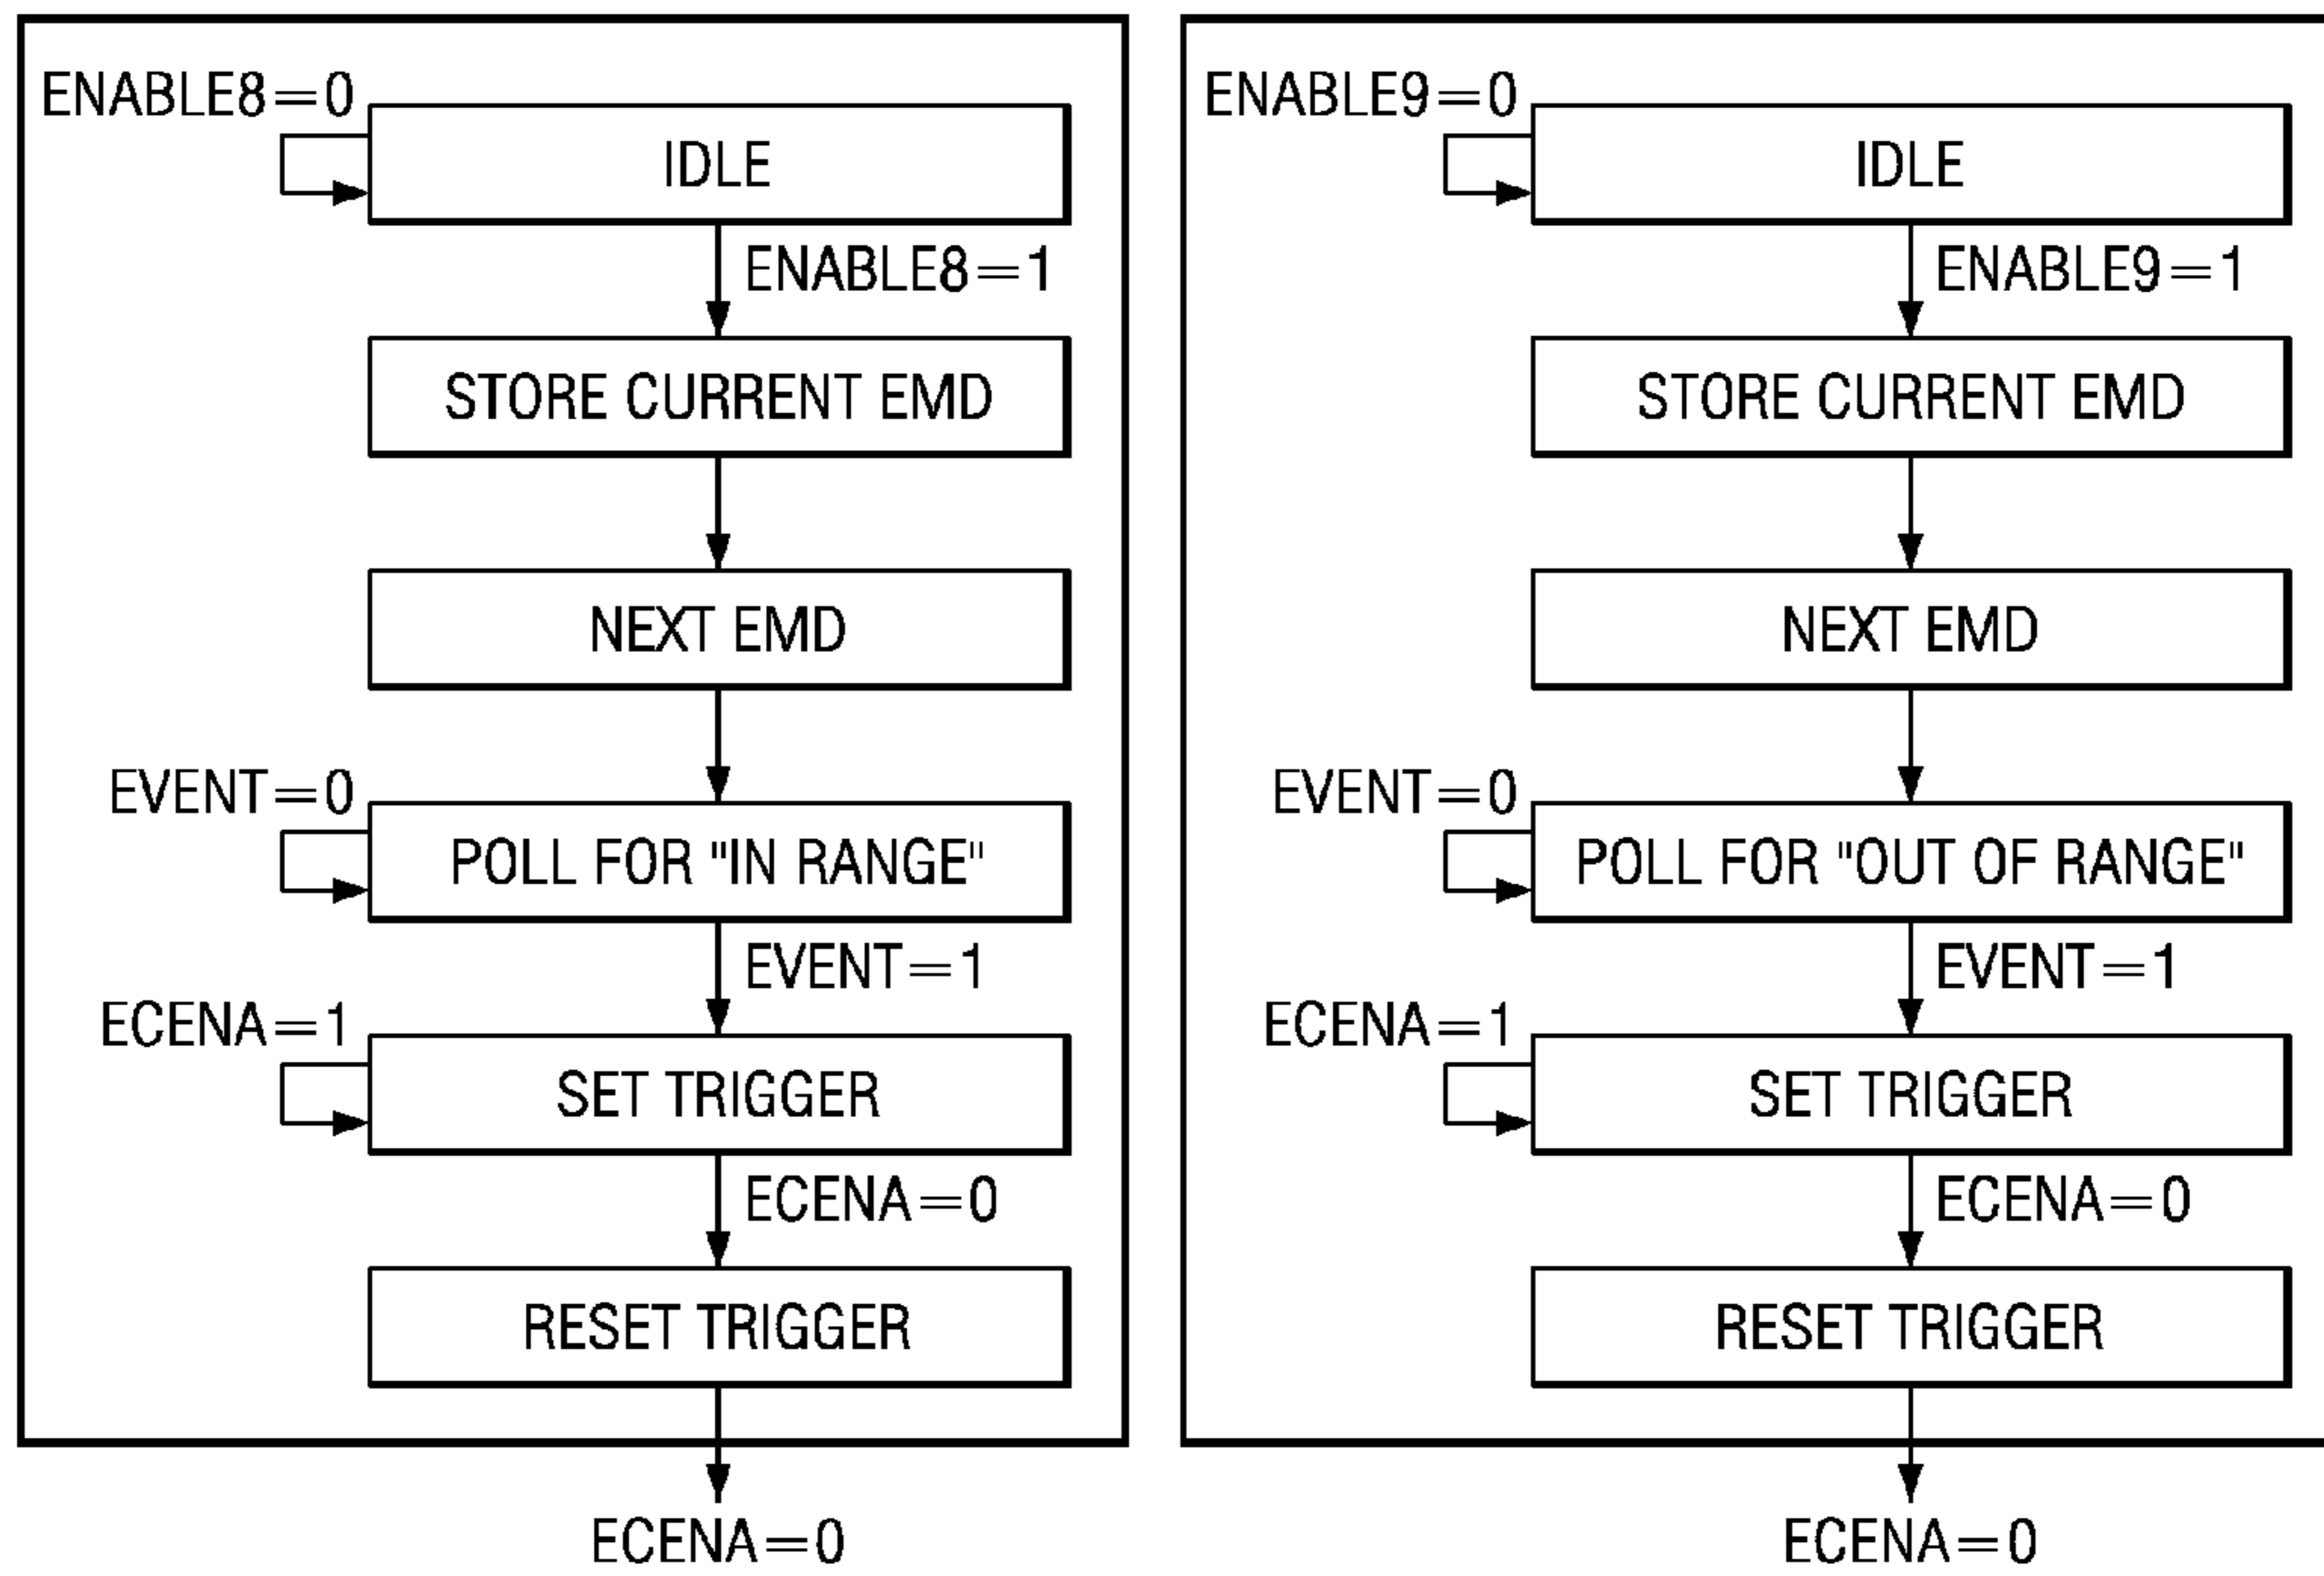 ENABLE8=0
IDLE
ENABLE8=1
STORE CURRENT EMD
NEXT EMD
EVENT=0
POLL FOR "IN RANGE"
EVENT=1
ECENA=1
SET TRIGGER
ECENA=0
RESET TRIGGER
ECENA=0
ENABLE9=0
IDLE
ENABLE9=1
STORE CURRENT EMD
NEXT EMD
EVENT=0
POLL FOR "OUT OF RANGE"
EVENT=1
ECENA=1
SET TRIGGER
ECENA=0
RESET TRIGGER
ECENA=0